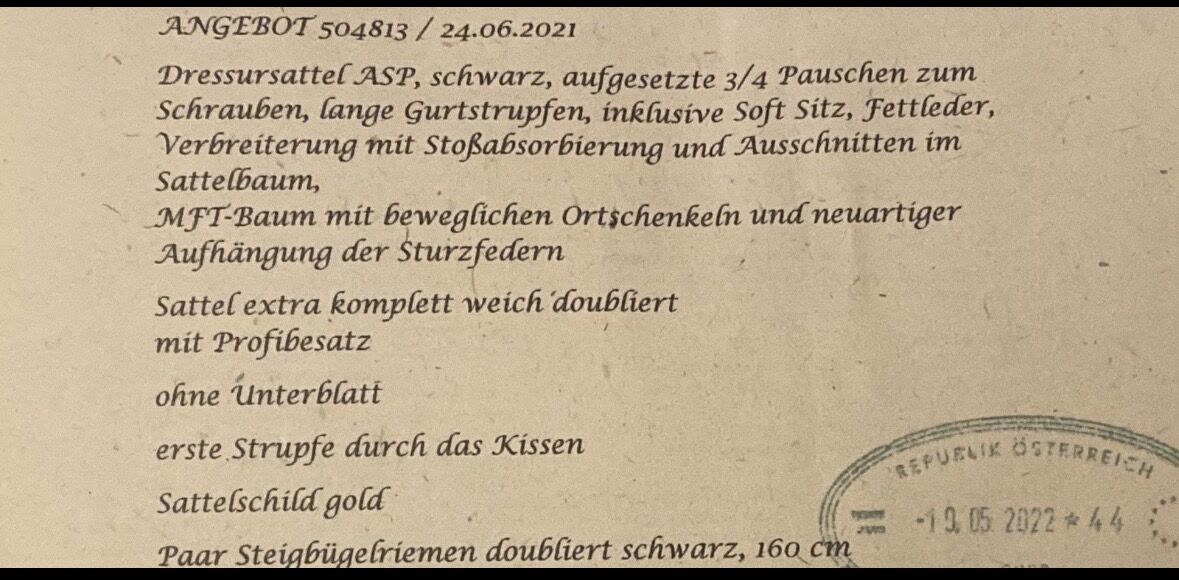 ANGEBOT 504813 / 24.06.2021
Dressursattel ASP, schwarz, aufgesetzte 3/4 Pauschen zum
Schrauben, lange Gurtstrupfen, inklusive Soft Sitz, Fettleder,
Verbreiterung mit Stoßabsorbierung und Ausschnitten im
Sattelbaum,
MFT-Baum mit beweglichen Ortschenkeln und neuartiger
Aufhängung der Sturzfedern
Sattel extra komplett weich doubliert
mit Profibesatz
ohne Unterblatt
erste Strupfe durch das Kissen
Sattelschild gold
Paar Steigbügelriemen doubliert schwarz, 160 cm
REPUBLIK ÖSTERREICH
-19.05.2022 * 44